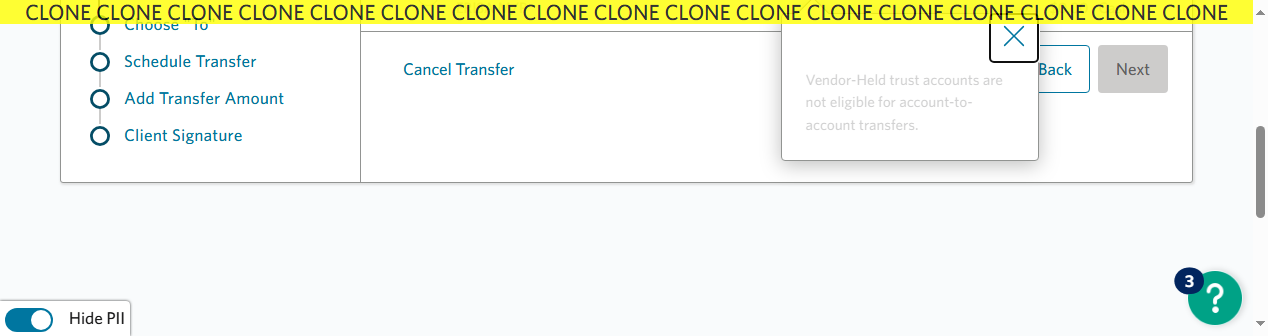 CLONE CLONE CLONE CLONE CLONE CLONE CLONE CLONE CLONE CLONE CLONE CLONE CLONE CLONE CLONE CLONE CLONE
Choose "To"
Schedule Transfer
Add Transfer Amount
Client Signature
Cancel Transfer
Vendor-Held trust accounts are
not eligible for account-to-
account transfers.
Back
Next
3
?
Hide PII